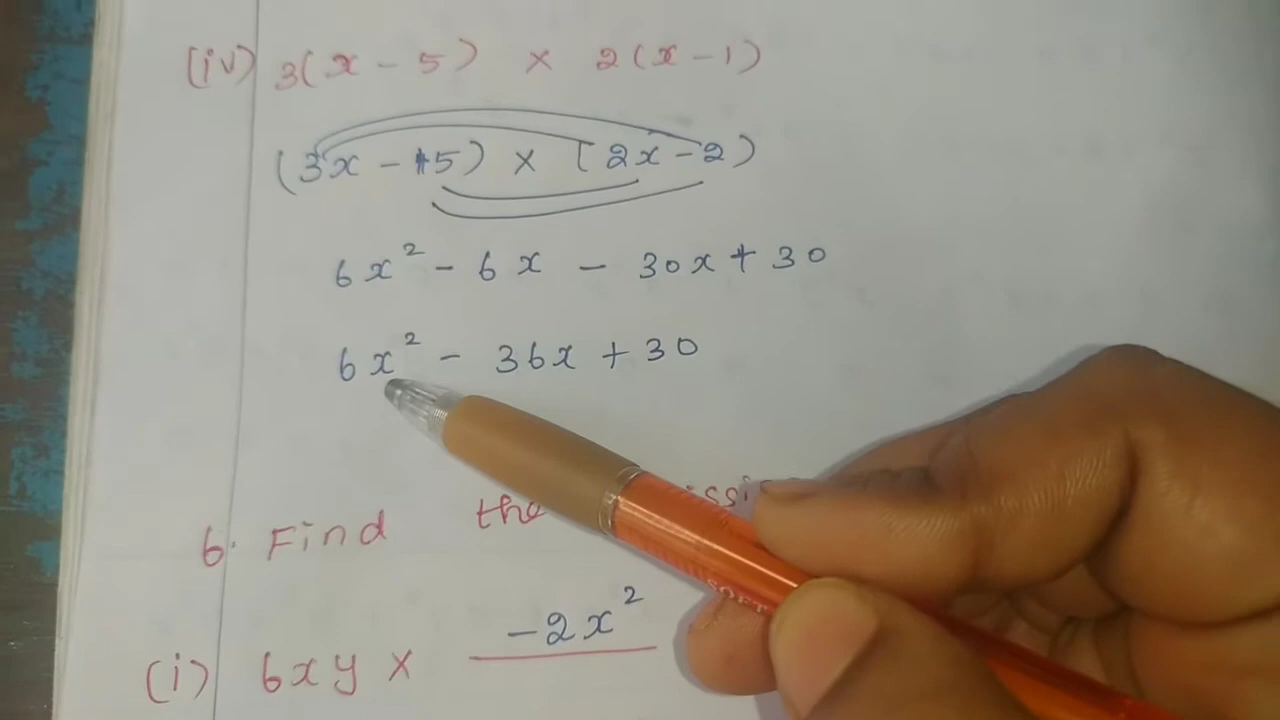 (iv) 3(x - 5) × 2(x - 1)
(3x - 15) × (2x - 2)
6x² - 6x - 30x + 30
6x² - 36x + 30
6. Find the
(i) 6xy × -2x²
SOFT